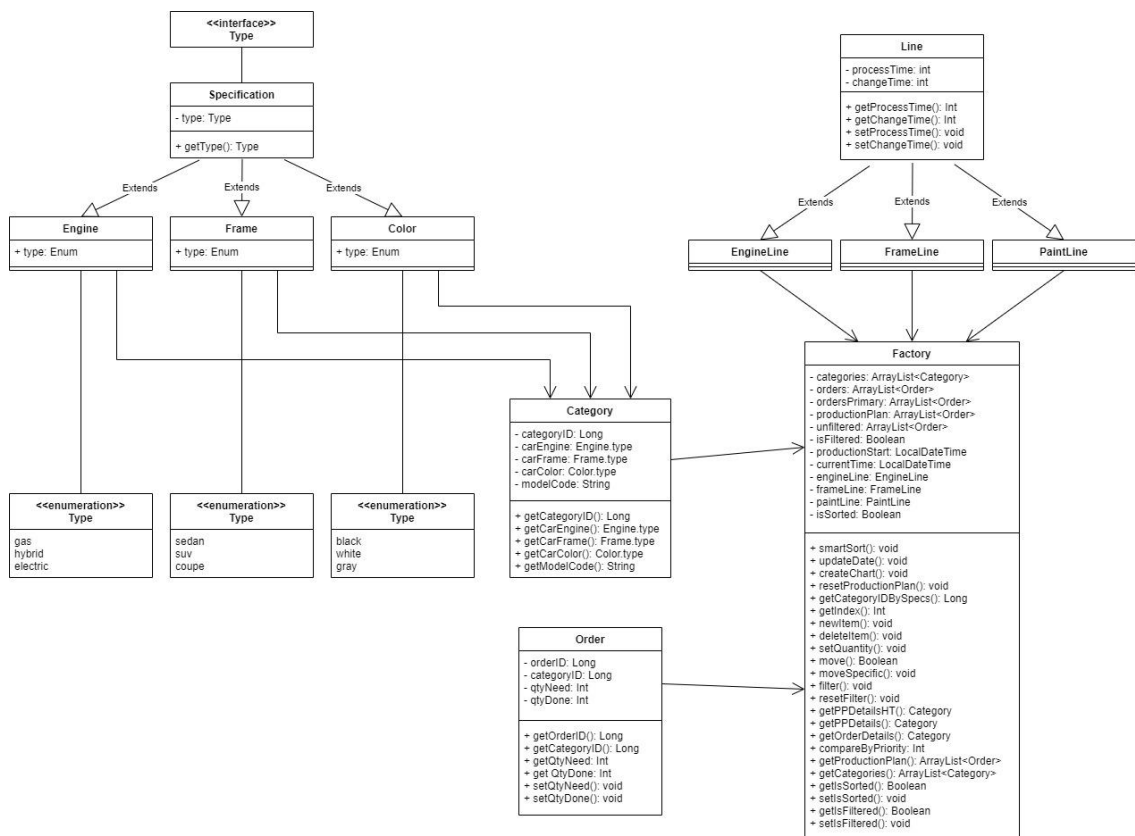 <<interface>>
Type
Specification
- type: Type
+ getType(): Type
Extends
Extends
Extends
Engine
+ type: Enum
Frame
+ type: Enum
Color
+ type: Enum
<<enumeration>>
Type
gas
hybrid
electric
<<enumeration>>
Type
sedan
suv
coupe
<<enumeration>>
Type
black
white
gray
Category
- categoryID: Long
- carEngine: Engine.type
- carFrame: Frame.type
- carColor: Color.type
- modelCode: String
+ getCategoryID(): Long
+ getCarEngine(): Engine.type
+ getCarFrame(): Frame.type
+ getCarColor(): Color.type
+ getModelCode(): String
Order
- orderID: Long
- categoryID: Long
- qtyNeed: Int
- qtyDone: Int
+ getOrderID(): Long
+ getCategoryID(): Long
+ getQtyNeed: Int
+ get QtyDone: Int
+ setQtyNeed(): void
+ setQtyDone(): void
Line
- processTime: int
- changeTime: int
+ getProcessTime(): Int
+ getChangeTime(): Int
+ setProcessTime(): void
+ setChangeTime(): void
Extends
Extends
Extends
EngineLine
FrameLine
PaintLine
Factory
- categories: ArrayList<Category>
- orders: ArrayList<Order>
- ordersPrimary: ArrayList<Order>
- productionPlan: ArrayList<Order>
- unfiltered: ArrayList<Order>
- isFiltered: Boolean
- productionStart: LocalDateTime
- currentTime: LocalDateTime
- engineLine: EngineLine
- frameLine: FrameLine
- paintLine: PaintLine
- isSorted: Boolean
+ smartSort(): void
+ updateDate(): void
+ createChart(): void
+ resetProductionPlan(): void
+ getCategoryIDBySpecs(): Long
+ getIndex(): Int
+ newItem(): void
+ deleteItem(): void
+ setQuantity(): void
+ move(): Boolean
+ moveSpecific(): void
+ filter(): void
+ resetFilter(): void
+ getPPDetailsHT(): Category
+ getPPDetails(): Category
+ getOrderDetails(): Category
+ compareByPriority: Int
+ getProductionPlan(): ArrayList<Order>
+ getCategories(): ArrayList<Category>
+ getIsSorted(): Boolean
+ setIsSorted(): void
+ getIsFiltered(): Boolean
+ setIsFiltered(): void